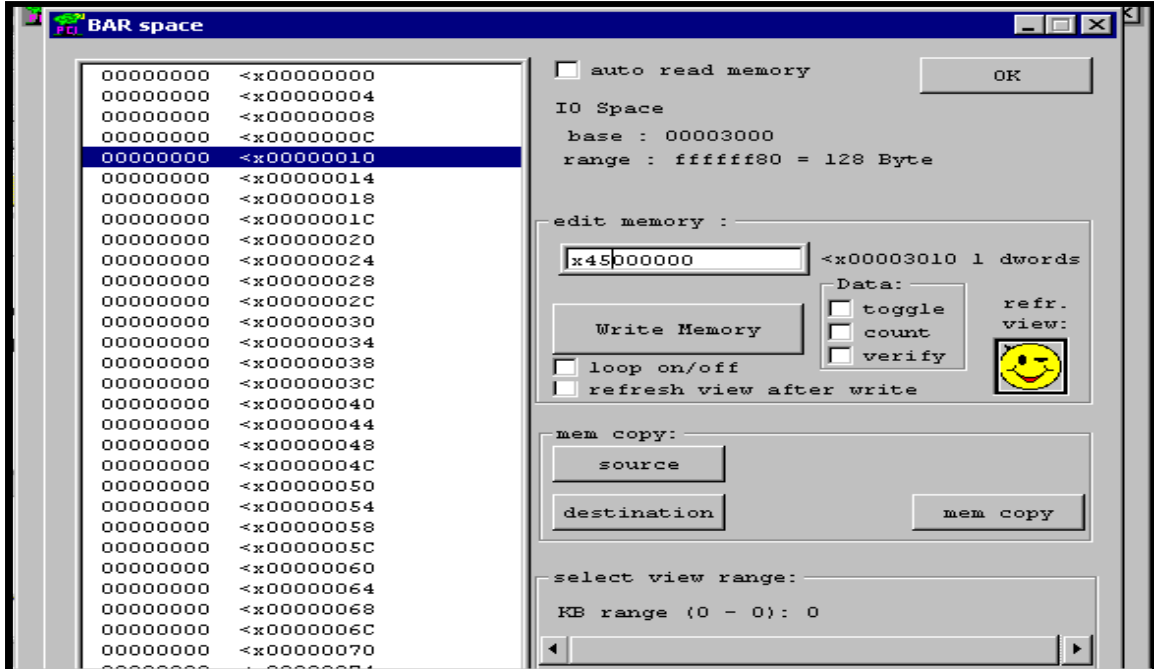 BAR space
00000000 <x00000000
00000000 <x00000004
00000000 <x00000008
00000000 <x0000000C
00000000 <x00000010
00000000 <x00000014
00000000 <x00000018
00000000 <x0000001C
00000000 <x00000020
00000000 <x00000024
00000000 <x00000028
00000000 <x0000002C
00000000 <x00000030
00000000 <x00000034
00000000 <x00000038
00000000 <x0000003C
00000000 <x00000040
00000000 <x00000044
00000000 <x00000048
00000000 <x0000004C
00000000 <x00000050
00000000 <x00000054
00000000 <x00000058
00000000 <x0000005C
00000000 <x00000060
00000000 <x00000064
00000000 <x00000068
00000000 <x0000006C
00000000 <x00000070
auto read memory
OK
IO Space
base : 00003000
range : ffffff80 = 128 Byte
edit memory :
x45000000 <x00003010 1 dwords
Data:
toggle
count
verify
refr.
view:
Write Memory
loop on/off
refresh view after write
mem copy:
source
destination
mem copy
select view range:
KB range (0 - 0): 0